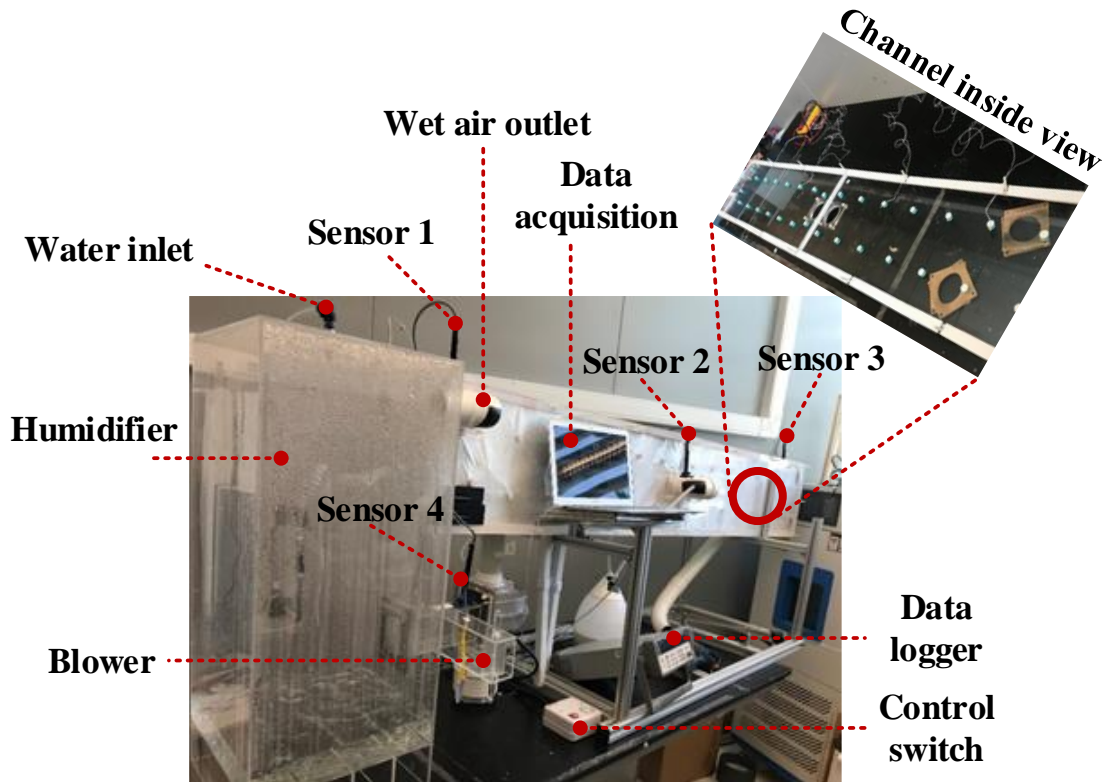 Channel inside view
Wet air outlet
Data
acquisition
Sensor 1
Water inlet
Sensor 2
Sensor 3
Humidifier
Sensor 4
Data
logger
Blower
Control
switch